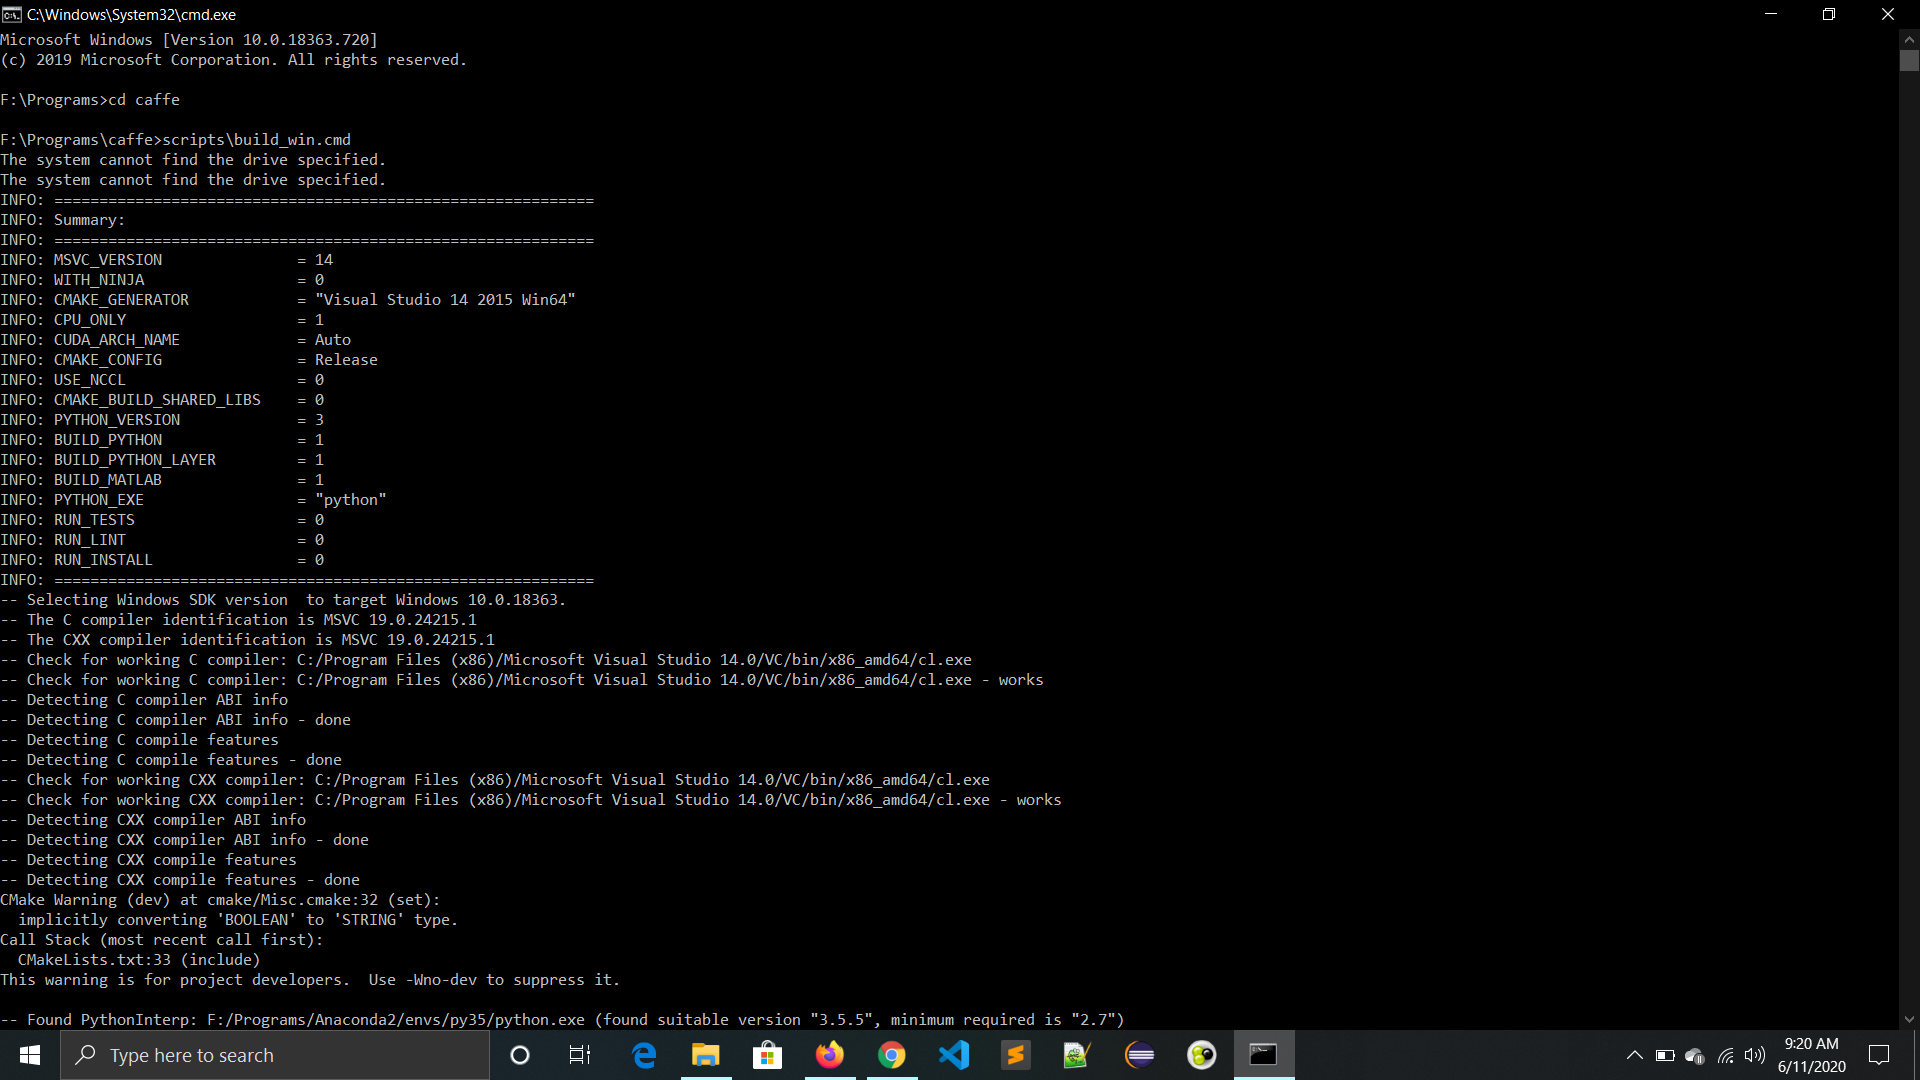 C:\Windows\System32\cmd.exe
Microsoft Windows [Version 10.0.18363.720]
(c) 2019 Microsoft Corporation. All rights reserved.
F:\Programs>cd caffe
F:\Programs\caffe>scripts\build_win.cmd
The system cannot find the drive specified.
The system cannot find the drive specified.
INFO: ============================================================
INFO: Summary:
INFO: ============================================================
INFO: MSVC_VERSION               = 14
INFO: WITH_NINJA                 = 0
INFO: CMAKE_GENERATOR            = "Visual Studio 14 2015 Win64"
INFO: CPU_ONLY                   = 1
INFO: CUDA_ARCH_NAME             = Auto
INFO: CMAKE_CONFIG               = Release
INFO: USE_NCCL                   = 0
INFO: CMAKE_BUILD_SHARED_LIBS    = 0
INFO: PYTHON_VERSION             = 3
INFO: BUILD_PYTHON               = 1
INFO: BUILD_PYTHON_LAYER         = 1
INFO: BUILD_MATLAB               = 1
INFO: PYTHON_EXE                 = "python"
INFO: RUN_TESTS                  = 0
INFO: RUN_LINT                   = 0
INFO: RUN_INSTALL                = 0
INFO: ============================================================
-- Selecting Windows SDK version  to target Windows 10.0.18363.
-- The C compiler identification is MSVC 19.0.24215.1
-- The CXX compiler identification is MSVC 19.0.24215.1
-- Check for working C compiler: C:/Program Files (x86)/Microsoft Visual Studio 14.0/VC/bin/x86_amd64/cl.exe
-- Check for working C compiler: C:/Program Files (x86)/Microsoft Visual Studio 14.0/VC/bin/x86_amd64/cl.exe - works
-- Detecting C compiler ABI info
-- Detecting C compiler ABI info - done
-- Detecting C compile features
-- Detecting C compile features - done
-- Check for working CXX compiler: C:/Program Files (x86)/Microsoft Visual Studio 14.0/VC/bin/x86_amd64/cl.exe
-- Check for working CXX compiler: C:/Program Files (x86)/Microsoft Visual Studio 14.0/VC/bin/x86_amd64/cl.exe - works
-- Detecting CXX compiler ABI info
-- Detecting CXX compiler ABI info - done
-- Detecting CXX compile features
-- Detecting CXX compile features - done
CMake Warning (dev) at cmake/Misc.cmake:32 (set):
  implicitly converting 'BOOLEAN' to 'STRING' type.
Call Stack (most recent call first):
  CMakeLists.txt:33 (include)
This warning is for project developers.  Use -Wno-dev to suppress it.
-- Found PythonInterp: F:/Programs/Anaconda2/envs/py35/python.exe (found suitable version "3.5.5", minimum required is "2.7")
Type here to search
9:20 AM
6/11/2020